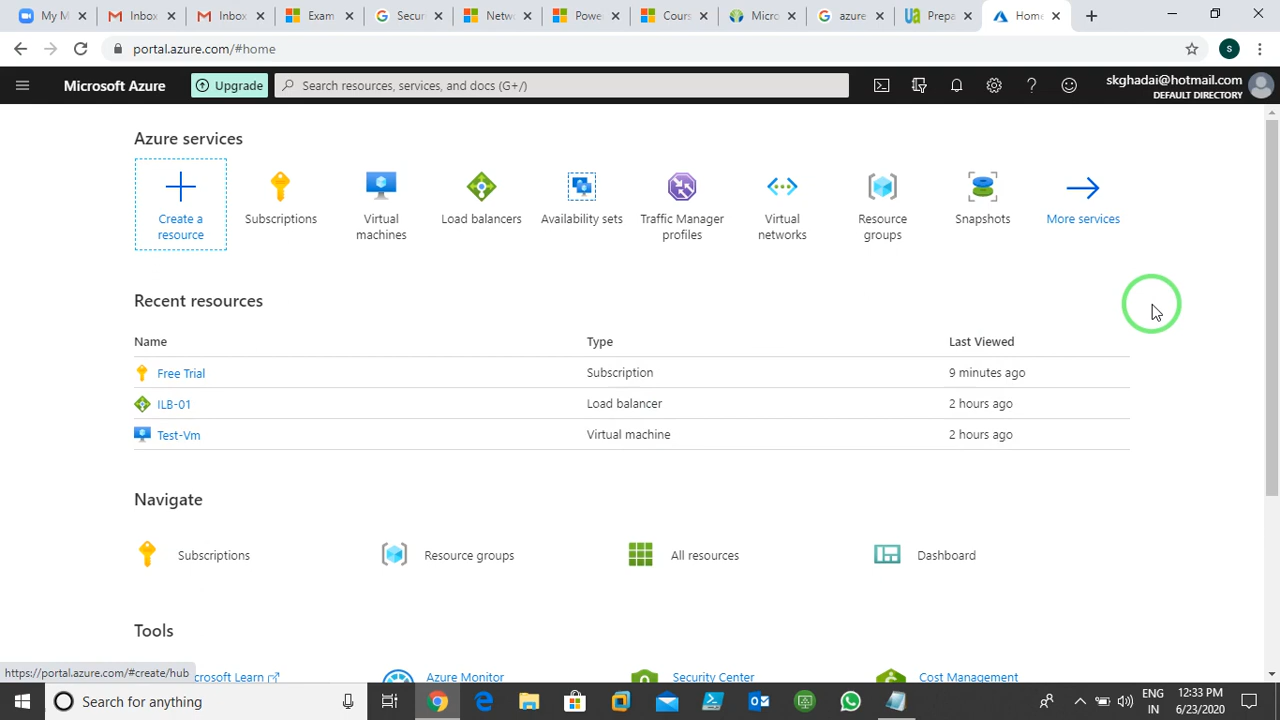 My M
Inbox
Inbox
Exam
Secur
Netw
Powe
Cours
Micro
azure
Prepa
Home
portal.azure.com/#home
s
Microsoft Azure
Upgrade
Search resources, services, and docs (G+/)
skghadai@hotmail.com
DEFAULT DIRECTORY
Azure services
Create a
resource
Subscriptions
Virtual
machines
Load balancers
Availability sets
Traffic Manager
profiles
Virtual
networks
Resource
groups
Snapshots
More services
Recent resources
Name Type Last Viewed
Free Trial Subscription 9 minutes ago
ILB-01 Load balancer 2 hours ago
Test-Vm Virtual machine 2 hours ago
Navigate
Subscriptions Resource groups All resources Dashboard
Tools
https://portal.azure.com/#create/hub
crosoft Learn Azure Monitor Security Center Cost Management
Search for anything
ENG
IN
12:33 PM
6/23/2020